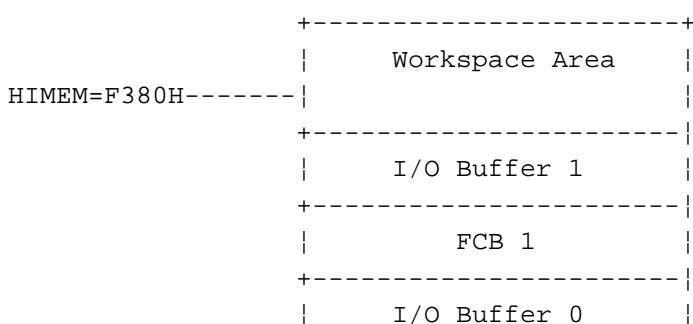 +------------------------+
¦ Workspace Area ¦
HIMEM=F380H-------¦ ¦
+-----------------------¦
¦ I/O Buffer 1 ¦
+-----------------------¦
¦ FCB 1 ¦
+-----------------------¦
¦ I/O Buffer 0 ¦